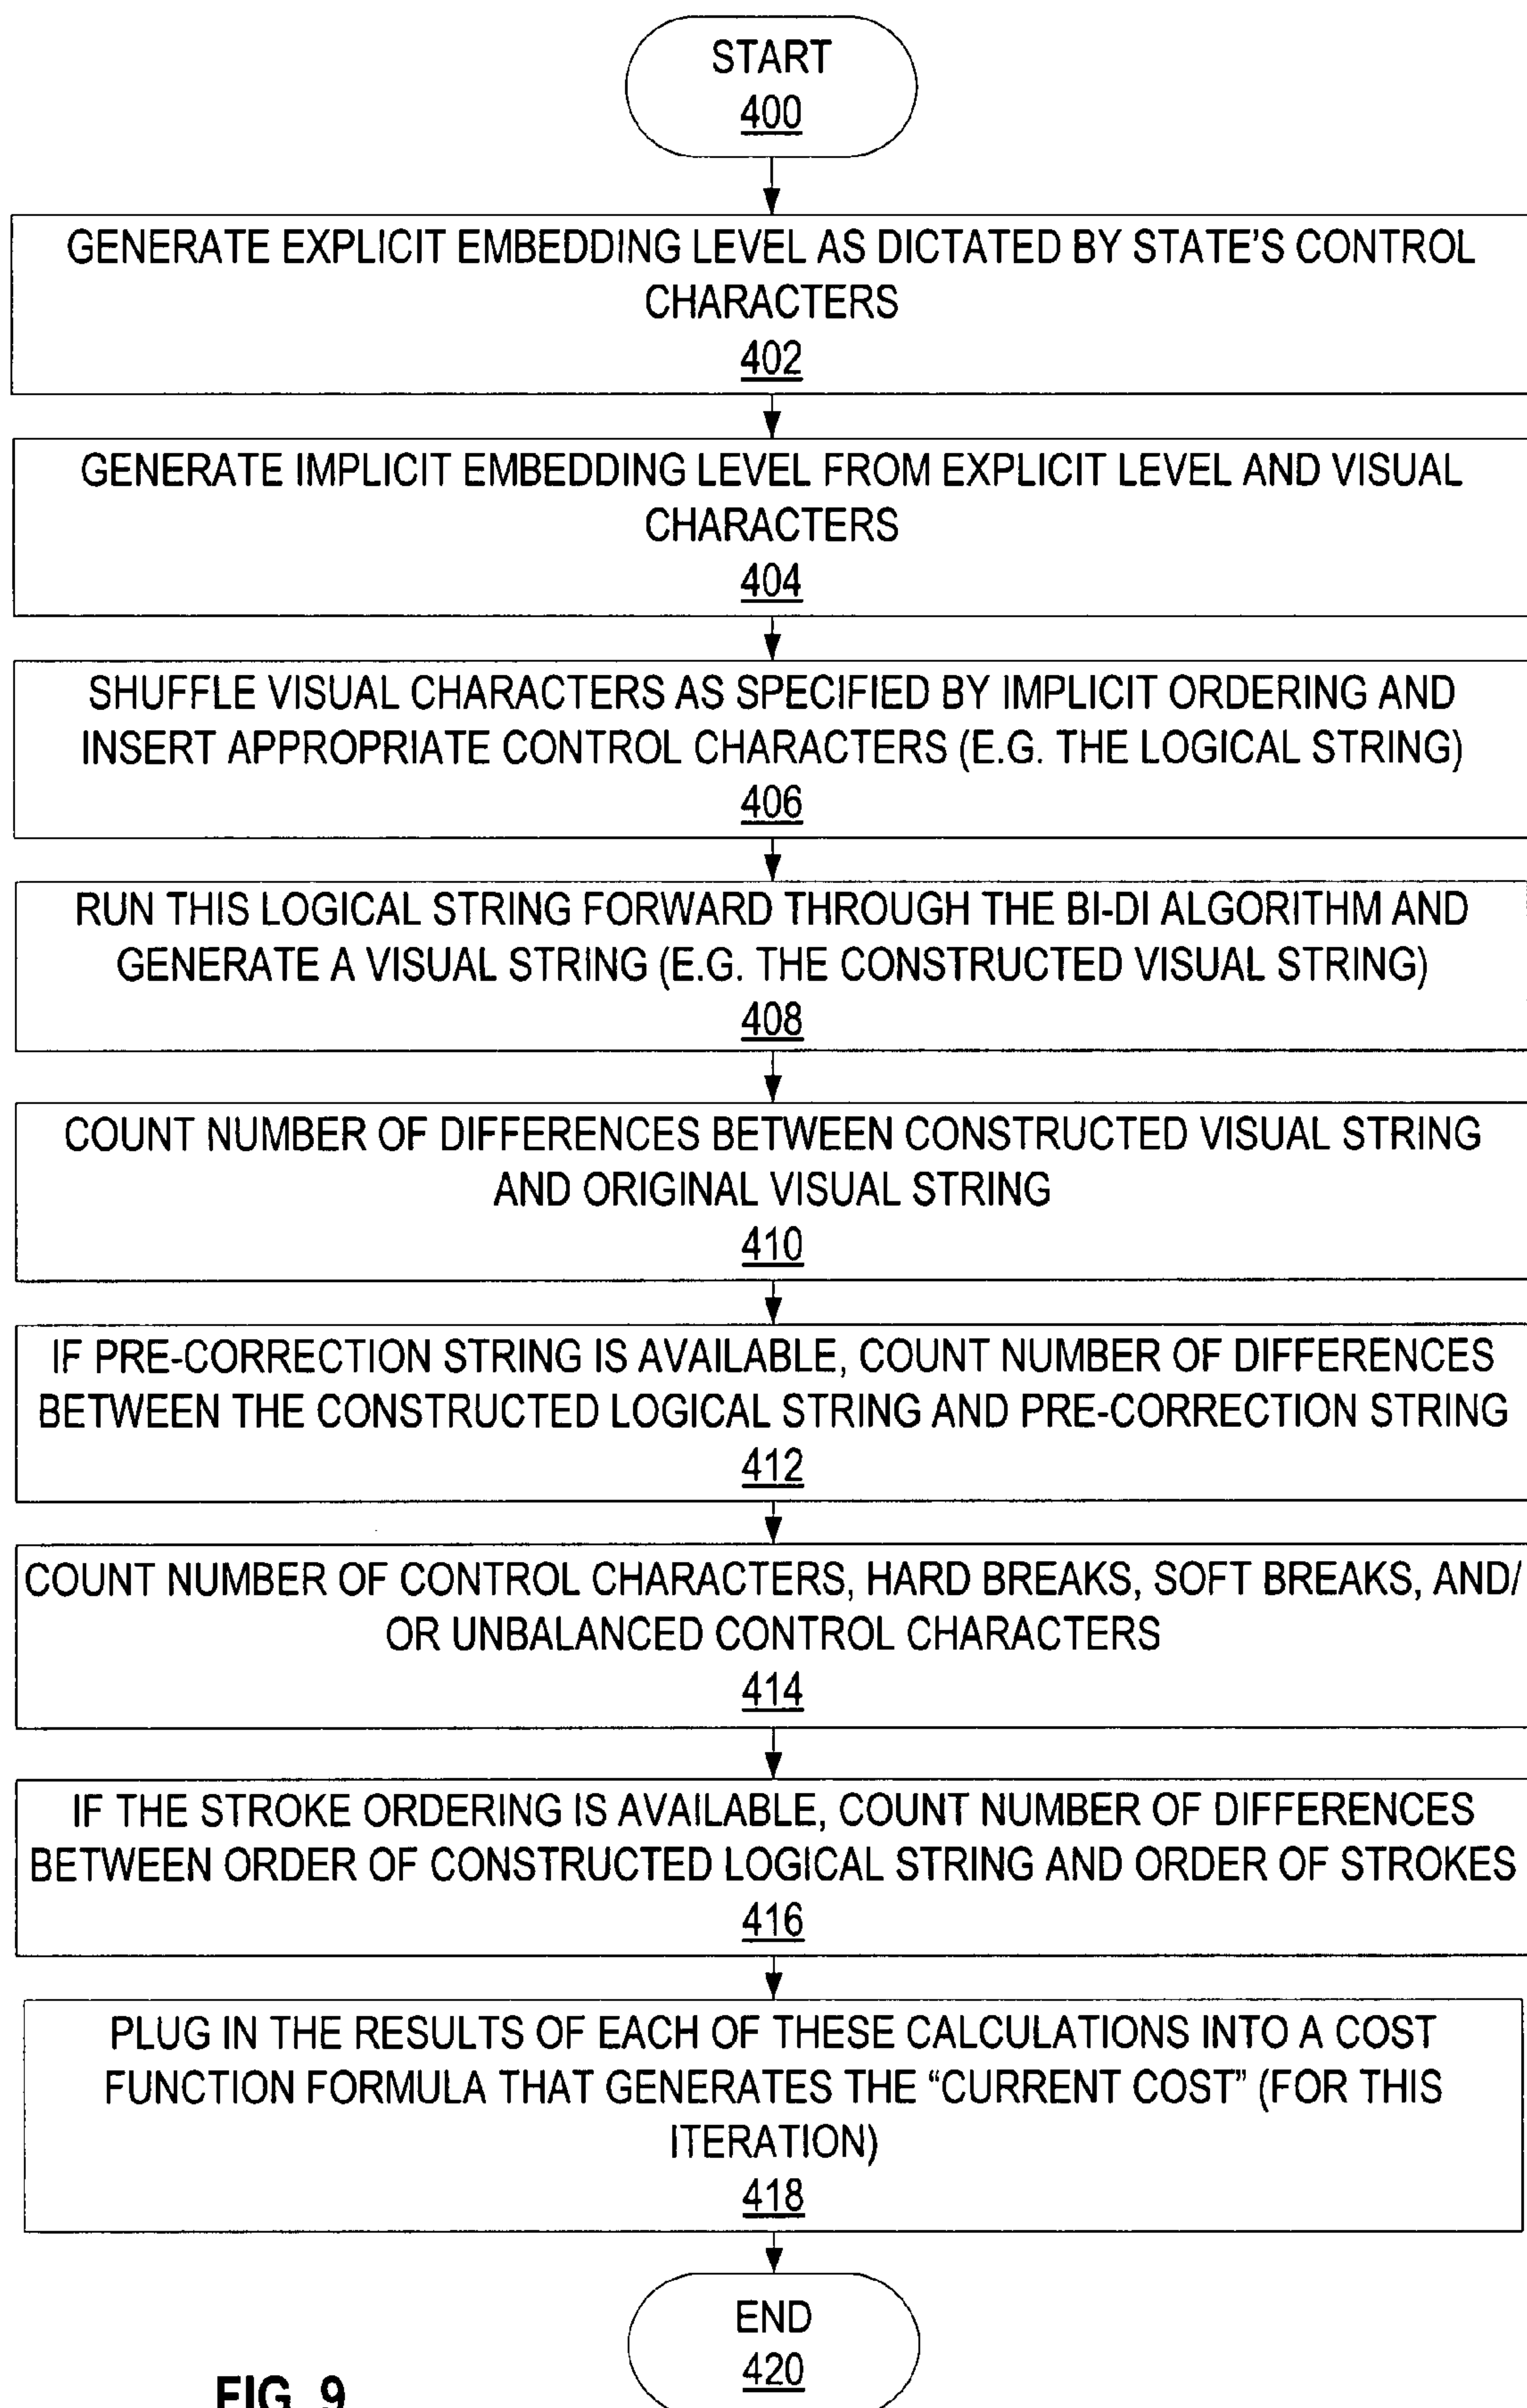 START
400
GENERATE EXPLICIT EMBEDDING LEVEL AS DICTATED BY STATE'S CONTROL
CHARACTERS
402
GENERATE IMPLICIT EMBEDDING LEVEL FROM EXPLICIT LEVEL AND VISUAL
CHARACTERS
404
SHUFFLE VISUAL CHARACTERS AS SPECIFIED BY IMPLICIT ORDERING AND
INSERT APPROPRIATE CONTROL CHARACTERS (E.G. THE LOGICAL STRING)
406
RUN THIS LOGICAL STRING FORWARD THROUGH THE BI-DI ALGORITHM AND
GENERATE A VISUAL STRING (E.G. THE CONSTRUCTED VISUAL STRING)
408
COUNT NUMBER OF DIFFERENCES BETWEEN CONSTRUCTED VISUAL STRING
AND ORIGINAL VISUAL STRING
410
IF PRE-CORRECTION STRING IS AVAILABLE, COUNT NUMBER OF DIFFERENCES
BETWEEN THE CONSTRUCTED LOGICAL STRING AND PRE-CORRECTION STRING
412
COUNT NUMBER OF CONTROL CHARACTERS, HARD BREAKS, SOFT BREAKS, AND/
OR UNBALANCED CONTROL CHARACTERS
414
IF THE STROKE ORDERING IS AVAILABLE, COUNT NUMBER OF DIFFERENCES
BETWEEN ORDER OF CONSTRUCTED LOGICAL STRING AND ORDER OF STROKES
416
PLUG IN THE RESULTS OF EACH OF THESE CALCULATIONS INTO A COST
FUNCTION FORMULA THAT GENERATES THE “CURRENT COST” (FOR THIS
ITERATION)
418
END
420
FIG. 9